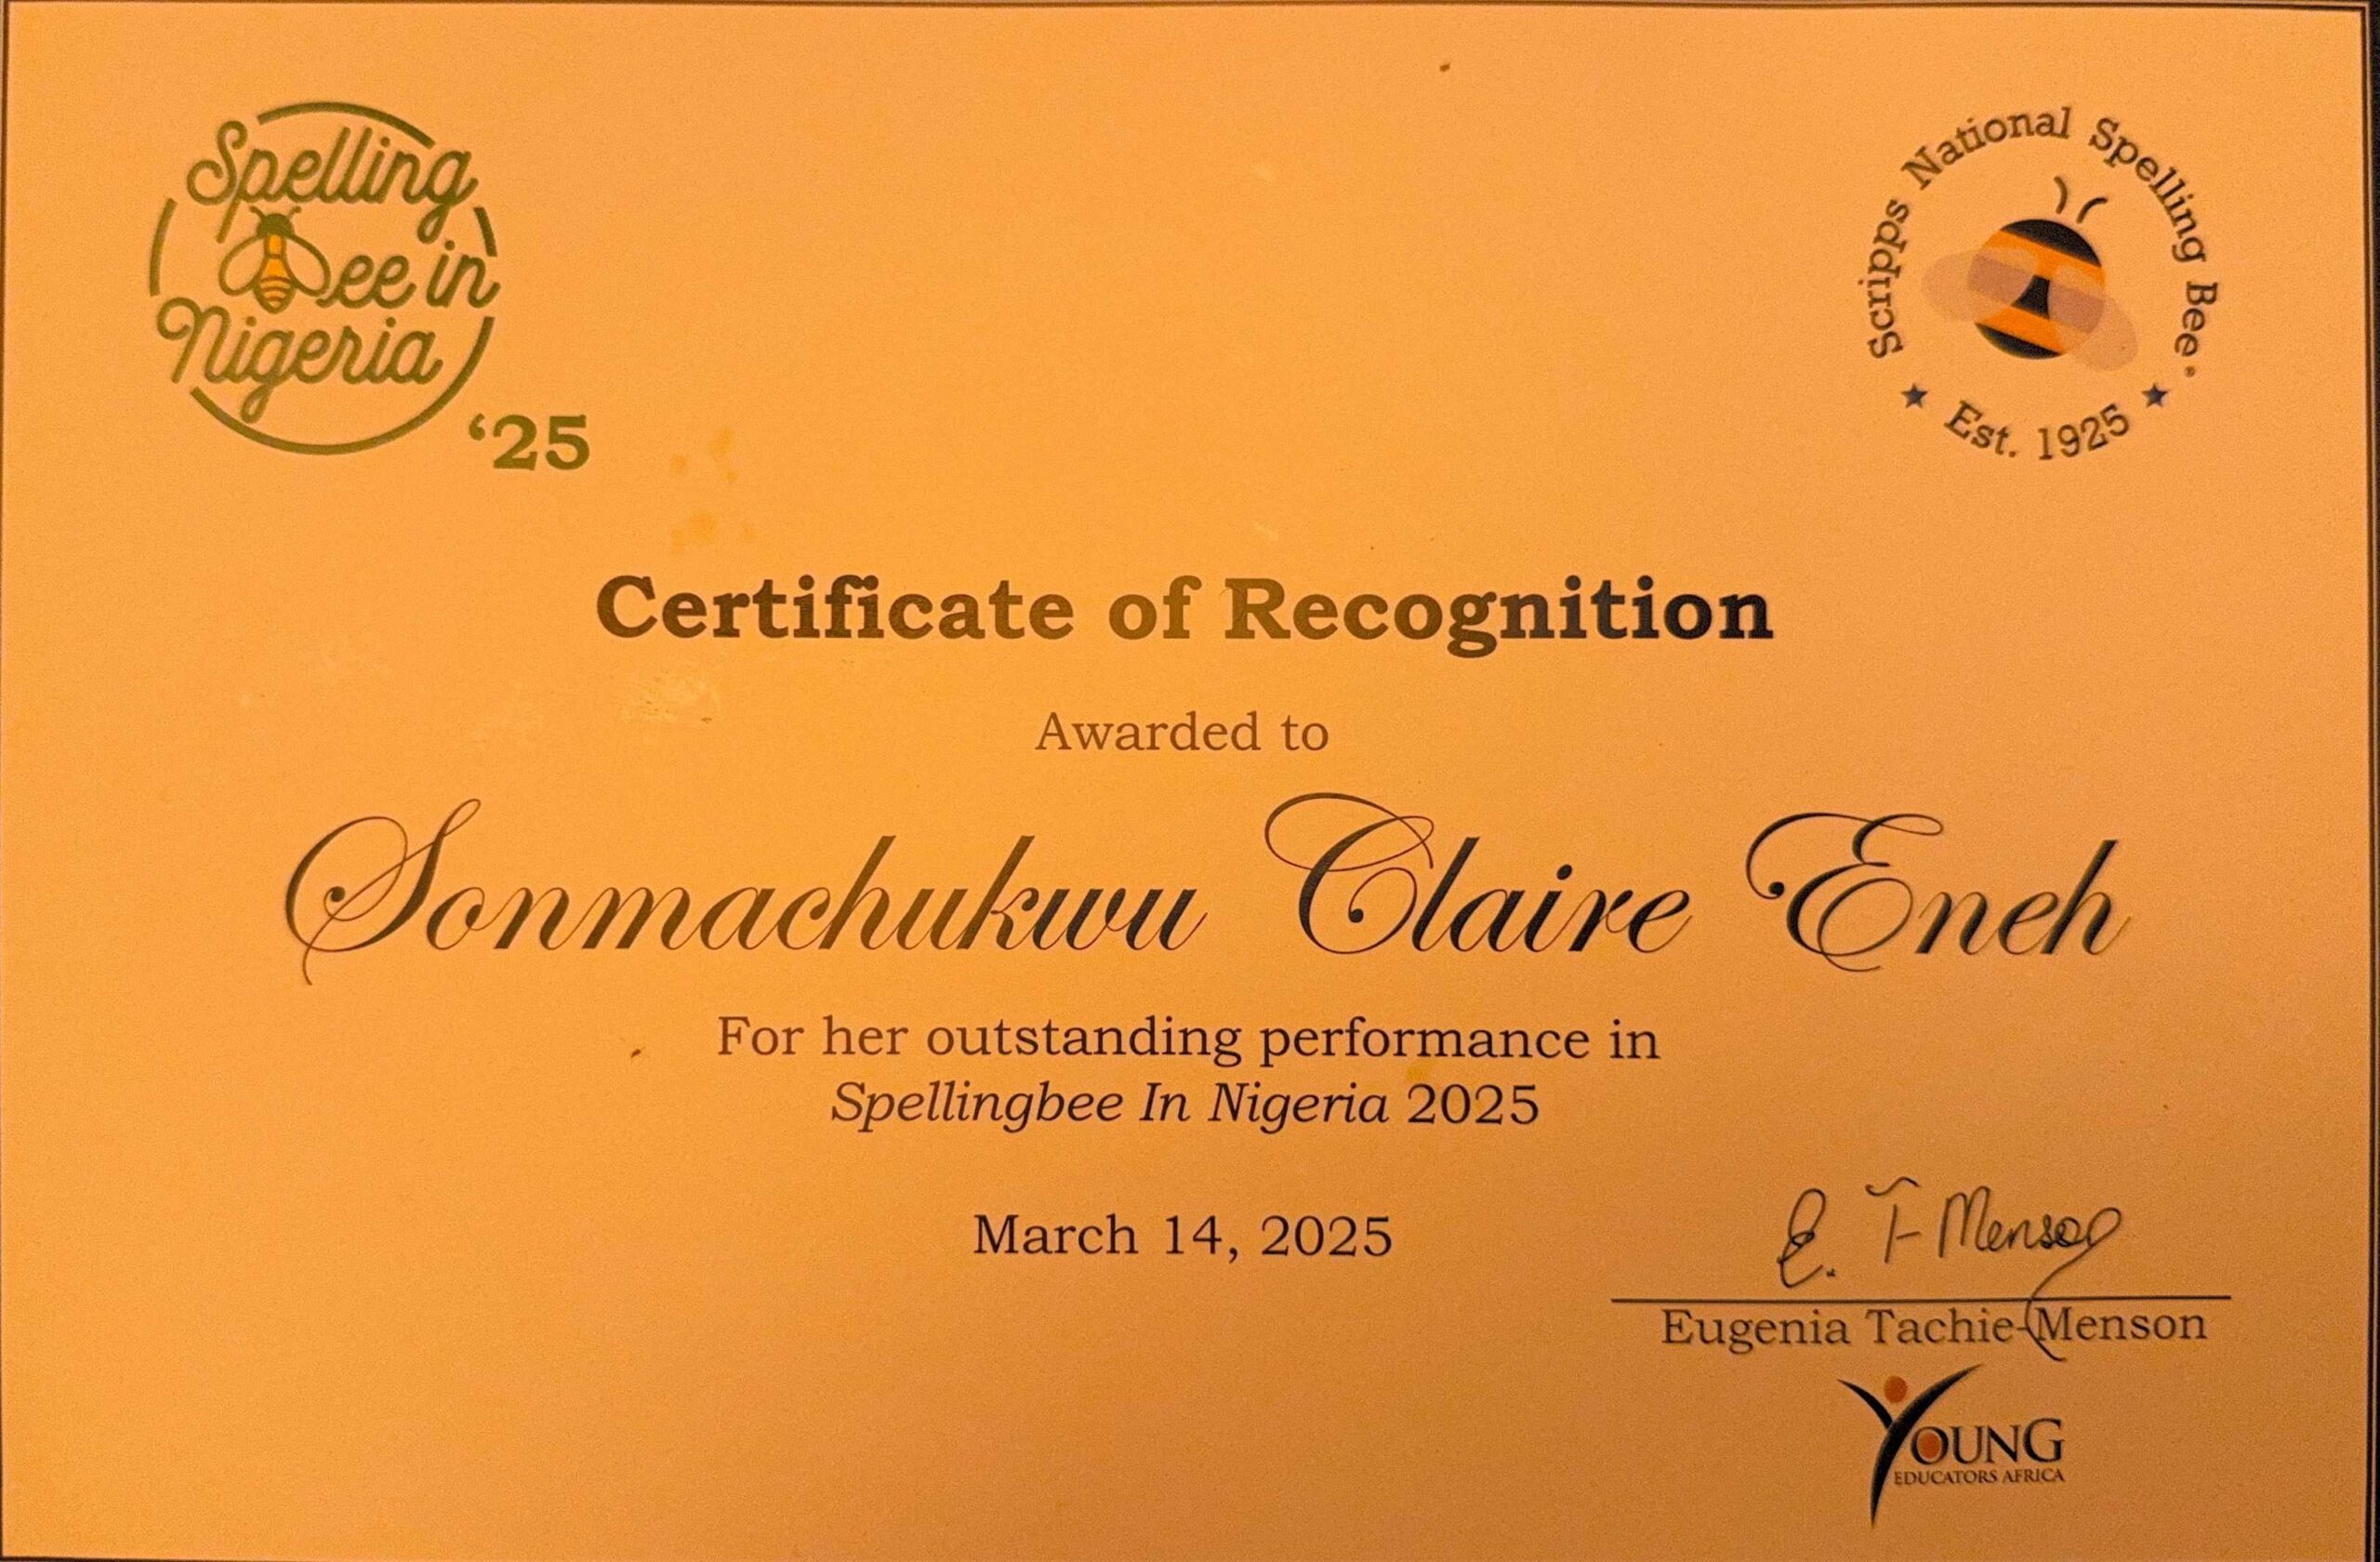 Spelling
Bee in
Nigeria
‘25
Scripps National Spelling Bee
Est. 1925
Certificate of Recognition
Awarded to
Sonmachukwu Claire Eneh
For her outstanding performance in
Spellingbee In Nigeria 2025
March 14, 2025
E. T-Menson
Eugenia Tachie-Menson
YOUNG
EDUCATORS AFRICA